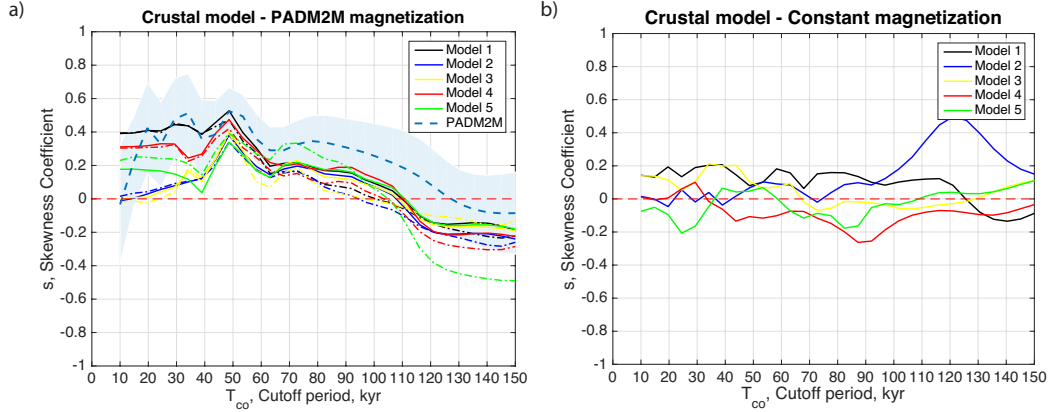 a)
Crustal model - PADM2M magnetization
1
0.8
0.6
0.4
0.2
0
-0.2
-0.4
-0.6
-0.8
-1
s, Skewness Coefficient
Model 1
Model 2
Model 3
Model 4
Model 5
PADM2M
0 10 20 30 40 50 60 70 80 90 100 110 120 130 140 150
Tco, Cutoff period, kyr
b)
Crustal model - Constant magnetization
1
0.8
0.6
0.4
0.2
0
-0.2
-0.4
-0.6
-0.8
-1
s, Skewness Coefficient
Model 1
Model 2
Model 3
Model 4
Model 5
0 10 20 30 40 50 60 70 80 90 100 110 120 130 140 150
Tco, Cutoff period, kyr